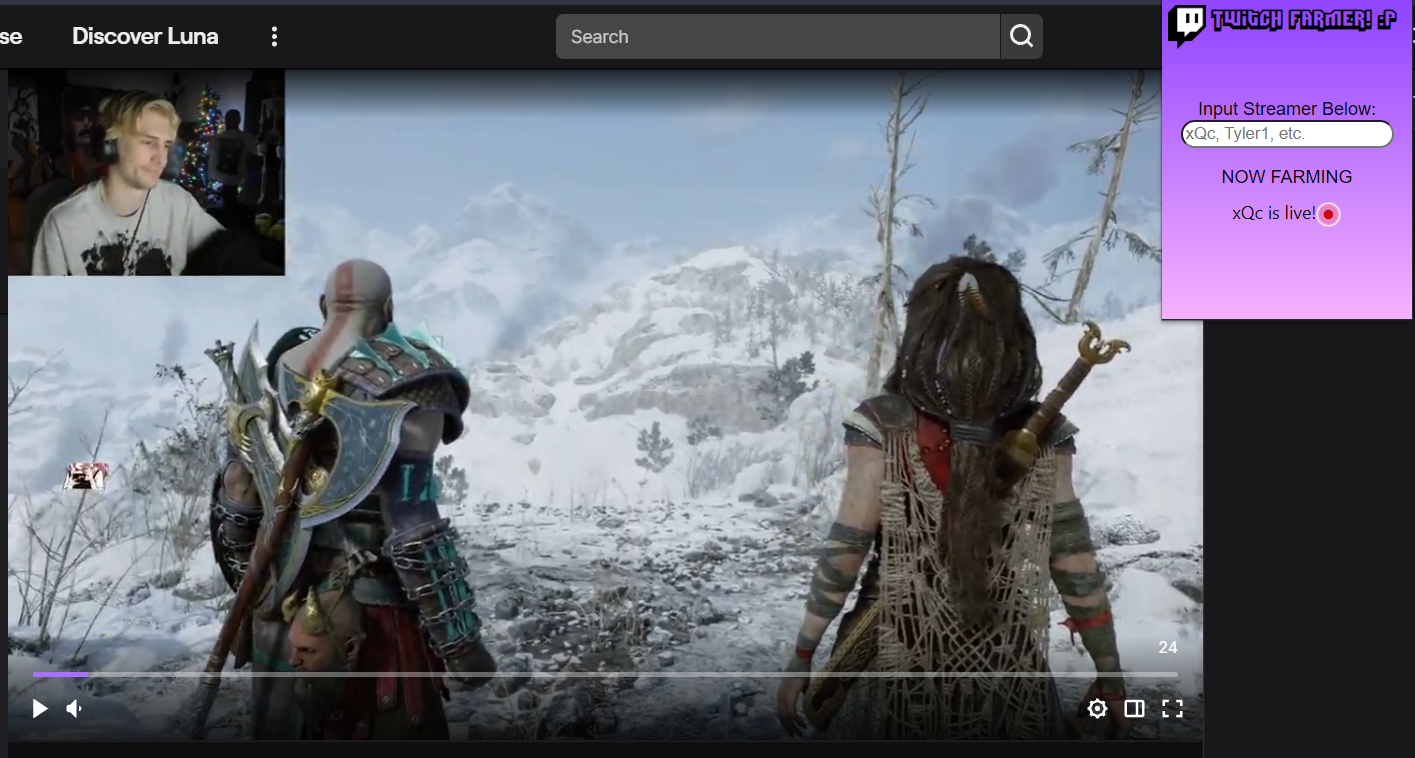 se
Discover Luna
Search
TWiTCH FARMER! :P
Input Streamer Below:
xQc, Tyler1, etc.
NOW FARMING
xQc is live!
24